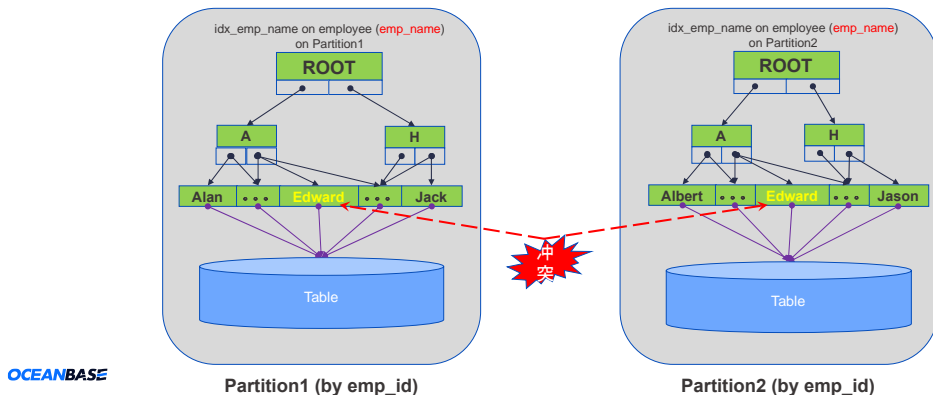 idx_emp_name on employee (emp_name)
on Partition1
ROOT
A
H
Alan
• • •
Edward
• • •
Jack
Table
Partition1 (by emp_id)
冲
突
idx_emp_name on employee (emp_name)
on Partition2
ROOT
A
H
Albert
• • •
Edward
• • •
Jason
Table
Partition2 (by emp_id)
OCEANBASE